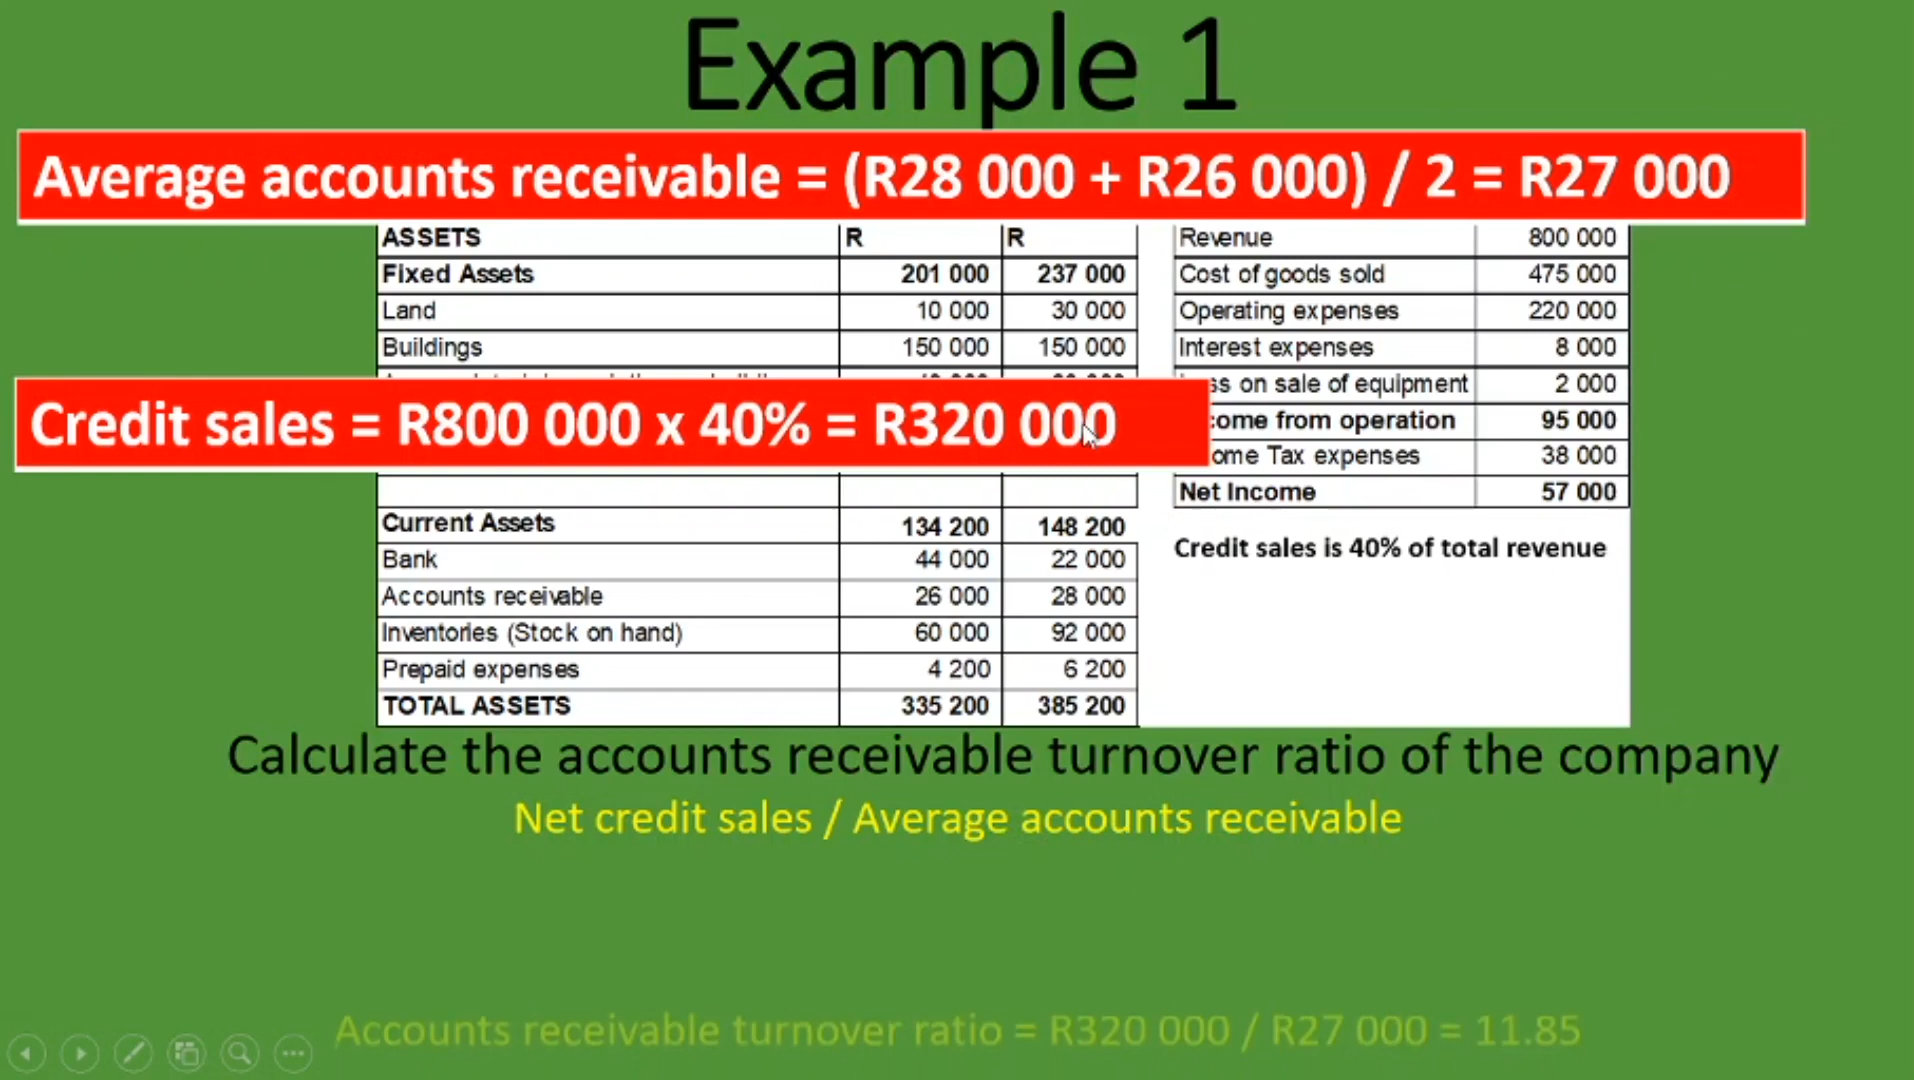 Example 1
Average accounts receivable = (R28 000 + R26 000) / 2 = R27 000
ASSETS R R
Fixed Assets 201 000 237 000
Land 10 000 30 000
Buildings 150 000 150 000
Credit sales = R800 000 x 40% = R320 000
Current Assets 134 200 148 200
Bank 44 000 22 000
Accounts receivable 26 000 28 000
Inventories (Stock on hand) 60 000 92 000
Prepaid expenses 4 200 6 200
TOTAL ASSETS 335 200 385 200
Revenue 800 000
Cost of goods sold 475 000
Operating expenses 220 000
Interest expenses 8 000
ss on sale of equipment 2 000
come from operation 95 000
ome Tax expenses 38 000
Net Income 57 000
Credit sales is 40% of total revenue
Calculate the accounts receivable turnover ratio of the company
Net credit sales / Average accounts receivable
Accounts receivable turnover ratio = R320 000 / R27 000 = 11.85